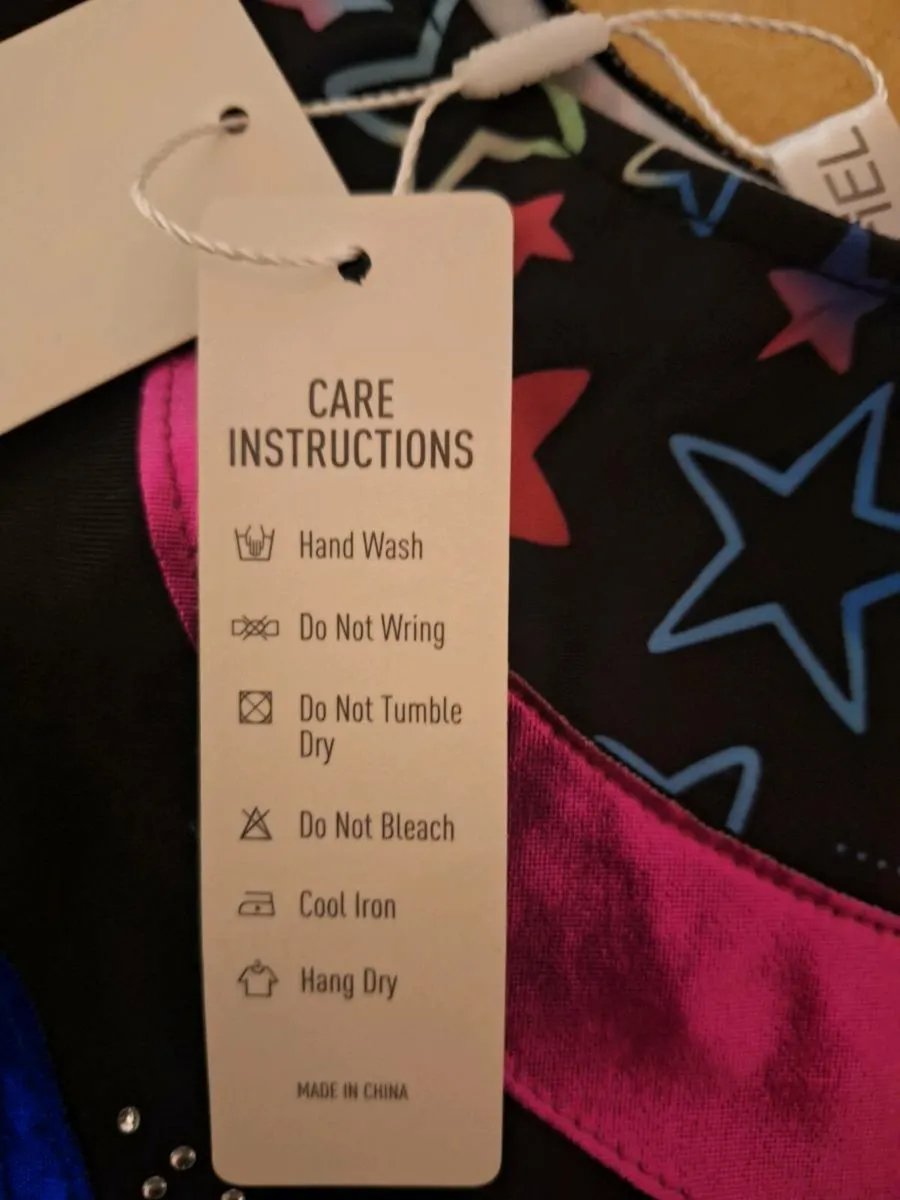 CARE
INSTRUCTIONS
Hand Wash
Do Not Wring
Do Not Tumble
Dry
Do Not Bleach
Cool Iron
Hang Dry
MADE IN CHINA